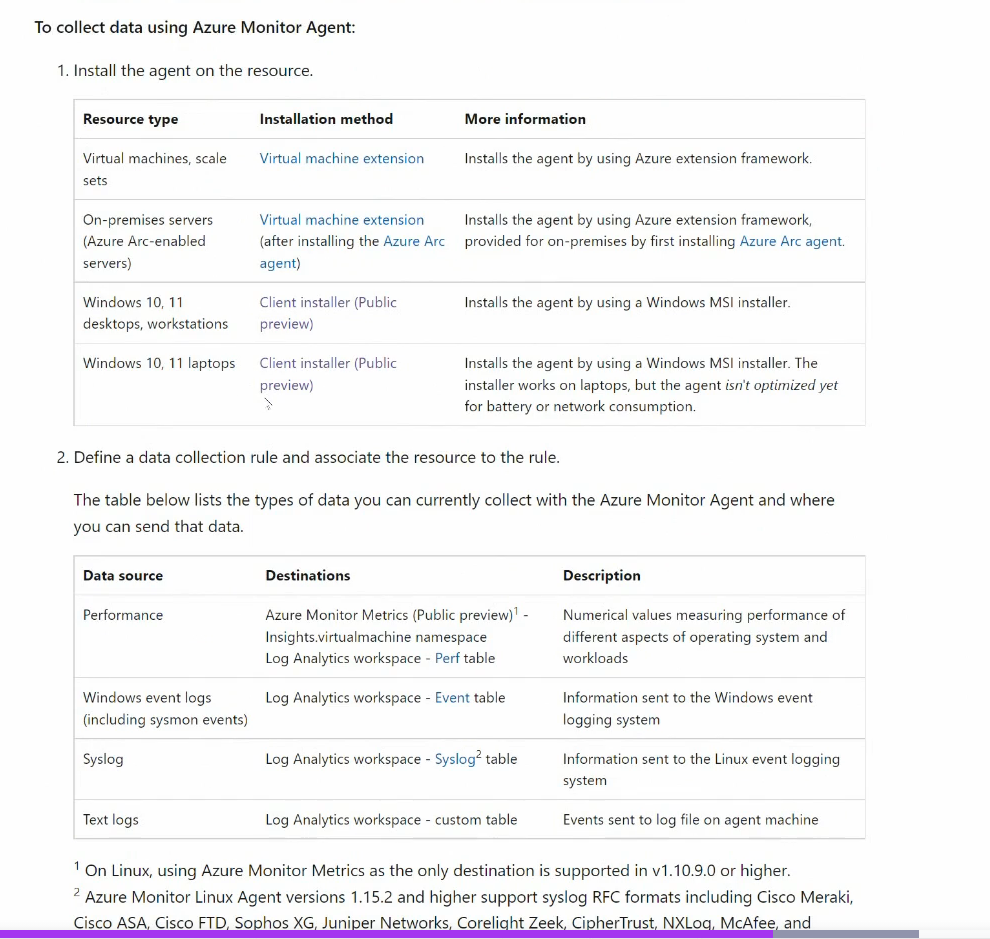 To collect data using Azure Monitor Agent:
1. Install the agent on the resource.
Resource type Installation method More information
Virtual machines, scale Virtual machine extension Installs the agent by using Azure extension framework.
sets
On-premises servers Virtual machine extension Installs the agent by using Azure extension framework,
(Azure Arc-enabled (after installing the Azure Arc provided for on-premises by first installing Azure Arc agent.
servers) agent)
Windows 10, 11 Client installer (Public Installs the agent by using a Windows MSI installer.
desktops, workstations preview)
Windows 10, 11 laptops Client installer (Public Installs the agent by using a Windows MSI installer. The
preview) installer works on laptops, but the agent isn't optimized yet
for battery or network consumption.
2. Define a data collection rule and associate the resource to the rule.
The table below lists the types of data you can currently collect with the Azure Monitor Agent and where
you can send that data.
Data source Destinations Description
Performance Azure Monitor Metrics (Public preview)¹ - Numerical values measuring performance of
Insights.virtualmachine namespace different aspects of operating system and
Log Analytics workspace - Perf table workloads
Windows event logs Log Analytics workspace - Event table Information sent to the Windows event
(including sysmon events) logging system
Syslog Log Analytics workspace - Syslog² table Information sent to the Linux event logging
system
Text logs Log Analytics workspace - custom table Events sent to log file on agent machine
¹ On Linux, using Azure Monitor Metrics as the only destination is supported in v1.10.9.0 or higher.
² Azure Monitor Linux Agent versions 1.15.2 and higher support syslog RFC formats including Cisco Meraki,
Cisco ASA, Cisco FTD, Sophos XG, Juniper Networks, Corelight Zeek, CipherTrust, NXLog, McAfee, and